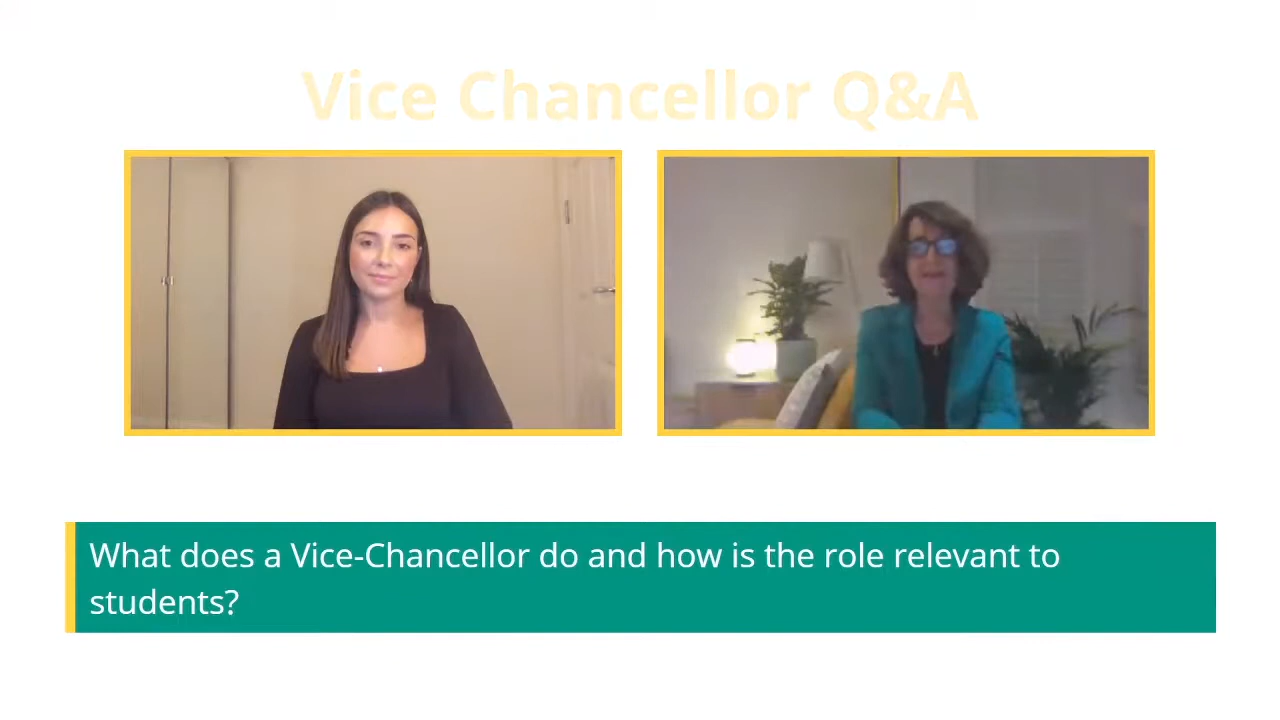 Vice Chancellor Q&A
What does a Vice-Chancellor do and how is the role relevant to
students?